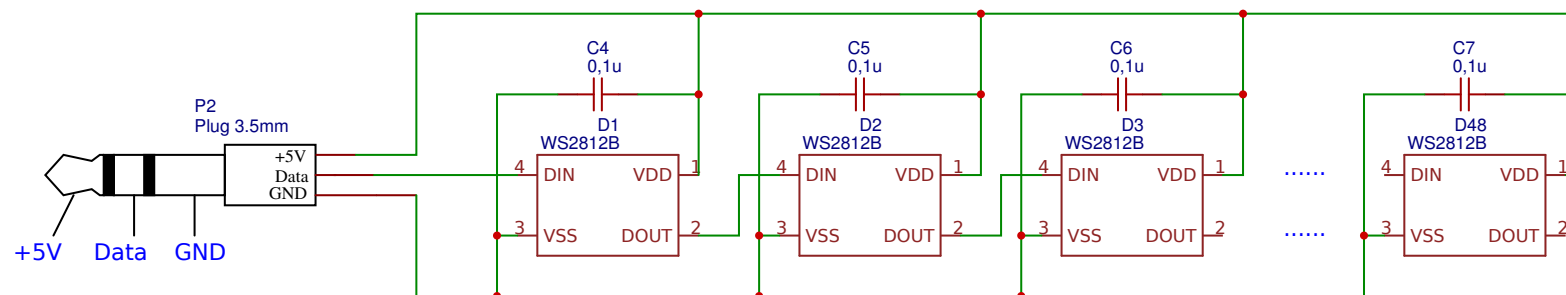 P2
Plug 3.5mm
+5V
Data
GND
+5V
Data
GND
C4
0,1u
D1
WS2812B
4
DIN
VDD
1
3
VSS
DOUT
2
C5
0,1u
D2
WS2812B
4
DIN
VDD
1
3
VSS
DOUT
2
C6
0,1u
D3
WS2812B
4
DIN
VDD
1
3
VSS
DOUT
2
......
......
C7
0,1u
D48
WS2812B
4
DIN
VDD
1
3
VSS
DOUT
2